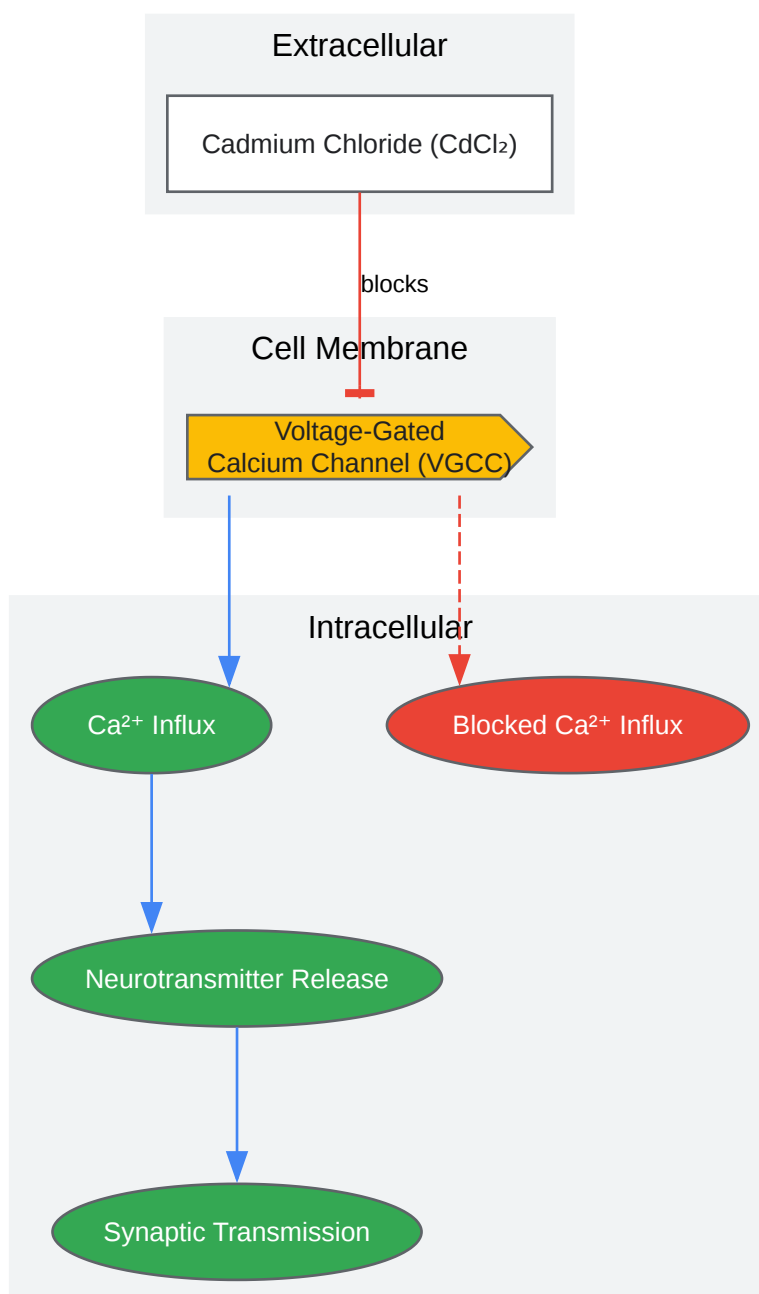 Extracellular
Cadmium Chloride (CdCl₂)
blocks
Cell Membrane
Voltage-Gated
Calcium Channel (VGCC)
Intracellular
Ca²⁺ Influx
Blocked Ca²⁺ Influx
Neurotransmitter Release
Synaptic Transmission